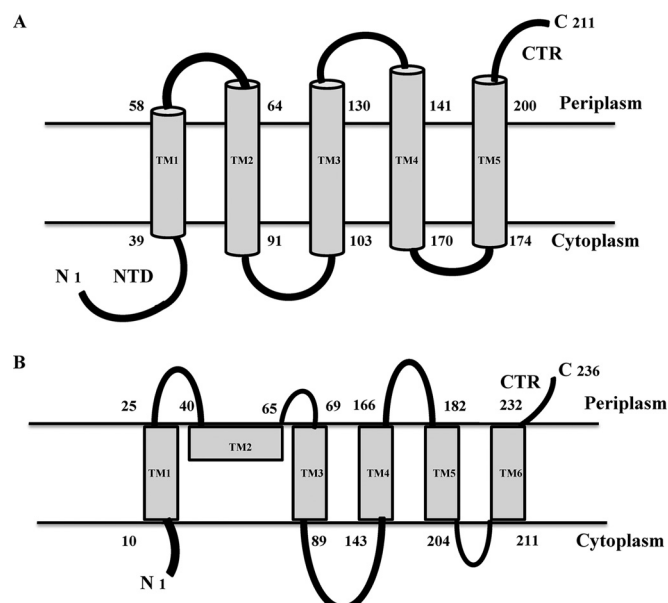 A
C 211
CTR
58 64 130 141 200 Periplasm
TM1 TM2 TM3 TM4 TM5
39 91 103 170 174 Cytoplasm
N 1 NTD
B
CTR C 236
25 40 65 69 166 182 232 Periplasm
TM1 TM2 TM3 TM4 TM5 TM6
10 89 143 204 211 Cytoplasm
N 1